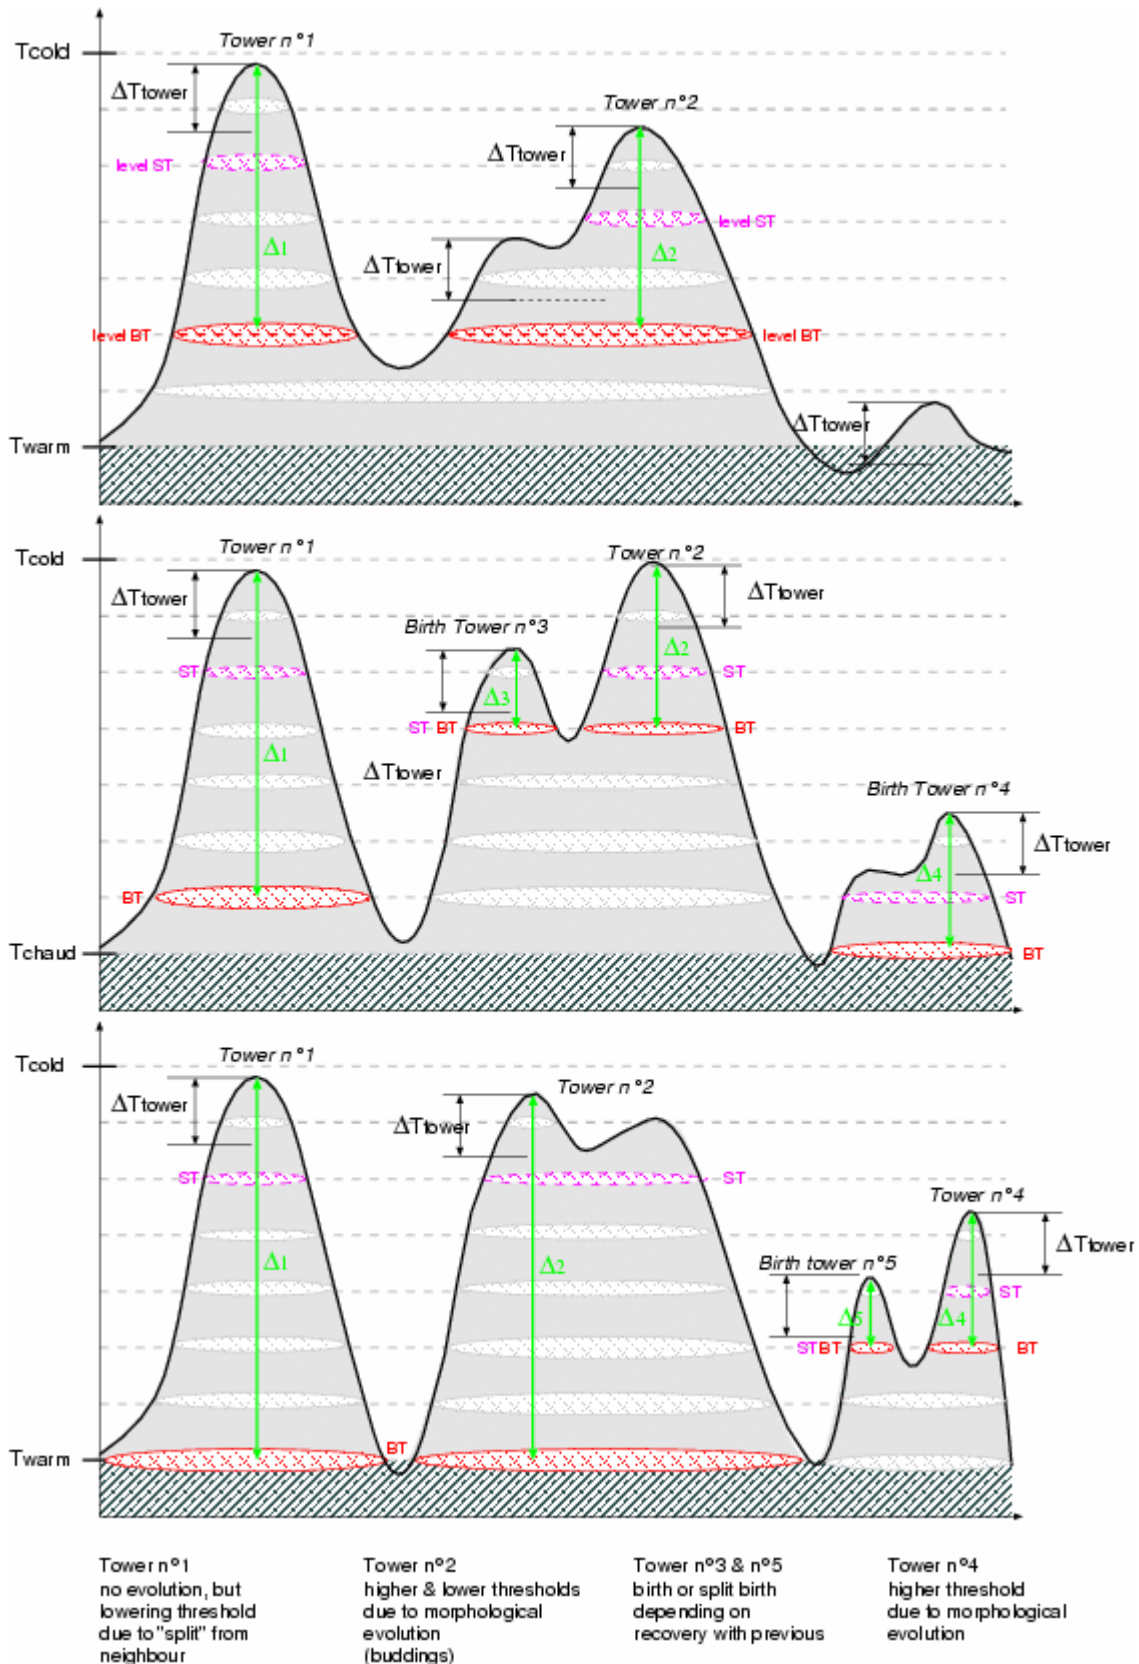 Tower n°1
Tcold
ΔTtower
Tower n°2
ΔTtower
level ST
level ST
Δ1
Δ2
ΔTtower
level BT
level BT
ΔTtower
Twarm
Tower n°1
Tcold
Tower n°2
ΔTtower
ΔTtower
Birth Tower n°3
Δ2
ST
ST
Δ3
ST BT
BT
Δ1
ΔTtower
Birth Tower n°4
ΔTtower
Δ4
BT
ST
Tchaud
BT
Tower n°1
Tcold
Tower n°2
ΔTtower
ΔTtower
ST
ST
Tower n°4
ΔTtower
Δ1
Δ2
Birth tower n°5
ST
Δ5
Δ4
STBT
BT
BT
Twarm
Tower n°1
no evolution, but
lowering threshold
due to "split" from
neighbour
Tower n°2
higher & lower thresholds
due to morphological
evolution
(buddings)
Tower n°3 & n°5
birth or split birth
depending on
recovery with previous
Tower n°4
higher threshold
due to morphological
evolution